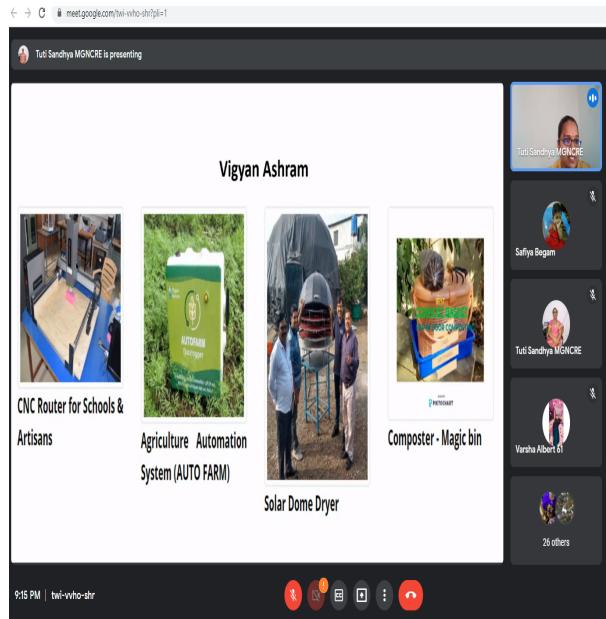 meet.google.com/twi-vvho-shr?pli=1
Tuti Sandhya MGNCRE is presenting
Vigyan Ashram
AUTOFARM
BEST
CNC Router for Schools &
Artisans
Agriculture Automation
System (AUTO FARM)
Solar Dome Dryer
PIKTOCHART
Composter - Magic bin
Tuti Sandhya MGNCRE
Safiya Begam
Tuti Sandhya MGNCRE
Varsha Albert 61
26 others
9:15 PM | twi-vvho-shr